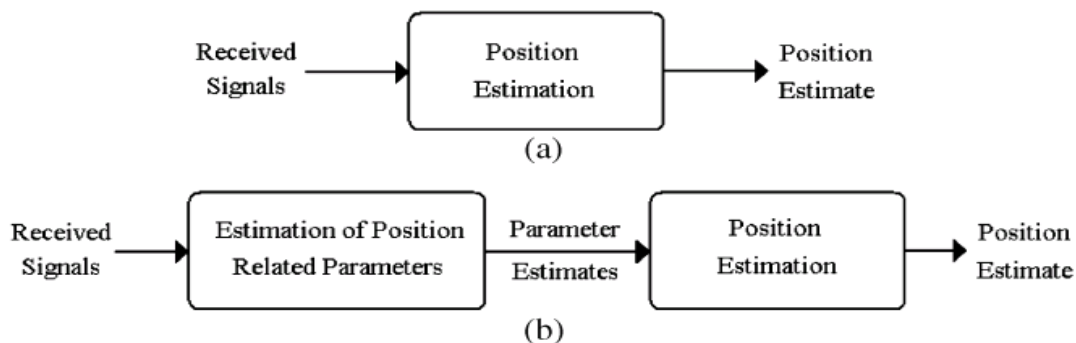 Received
Signals
Position
Estimation
Position
Estimate
(a)
Received
Signals
Estimation of Position
Related Parameters
Parameter
Estimates
Position
Estimation
Position
Estimate
(b)